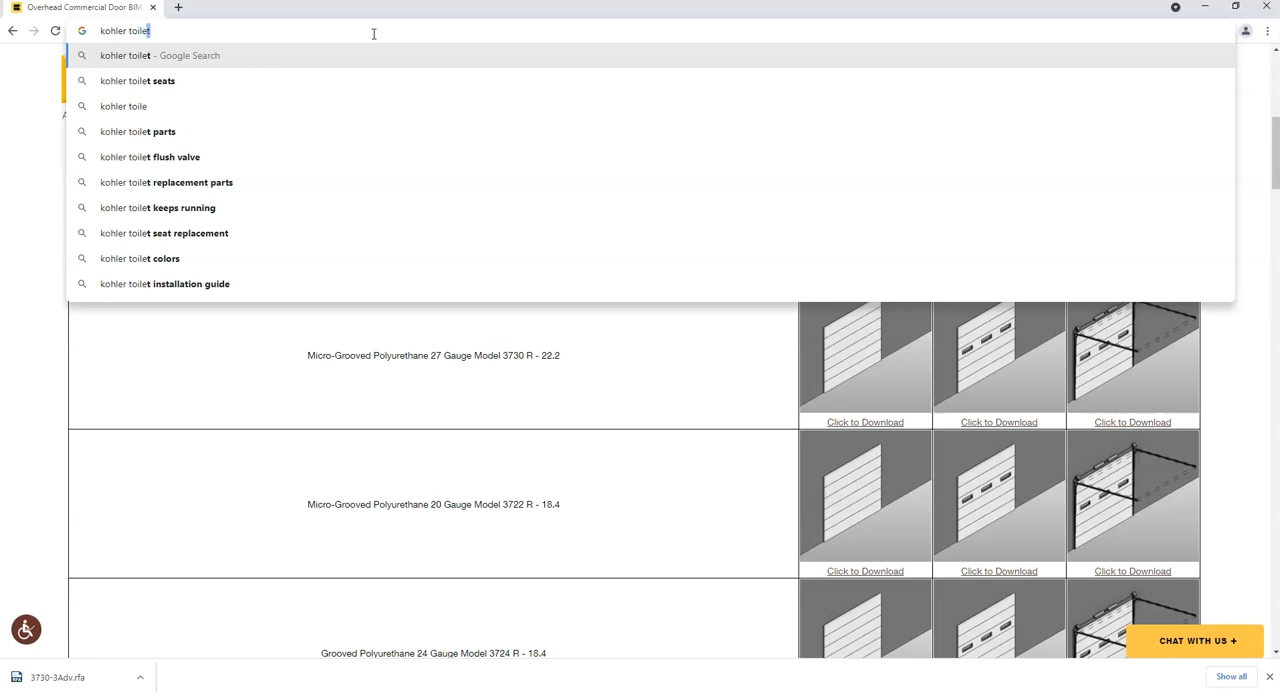 Overhead Commercial Door BIM
kohler toilet
kohler toilet - Google Search
kohler toilet seats
kohler toile
kohler toilet parts
kohler toilet flush valve
kohler toilet replacement parts
kohler toilet keeps running
kohler toilet seat replacement
kohler toilet colors
kohler toilet installation guide
Micro-Grooved Polyurethane 27 Gauge Model 3730 R - 22.2
Click to Download Click to Download Click to Download
Micro-Grooved Polyurethane 20 Gauge Model 3722 R - 18.4
Click to Download Click to Download Click to Download
Grooved Polyurethane 24 Gauge Model 3724 R - 18.4
CHAT WITH US +
3730-3Adv.rfa
Show all